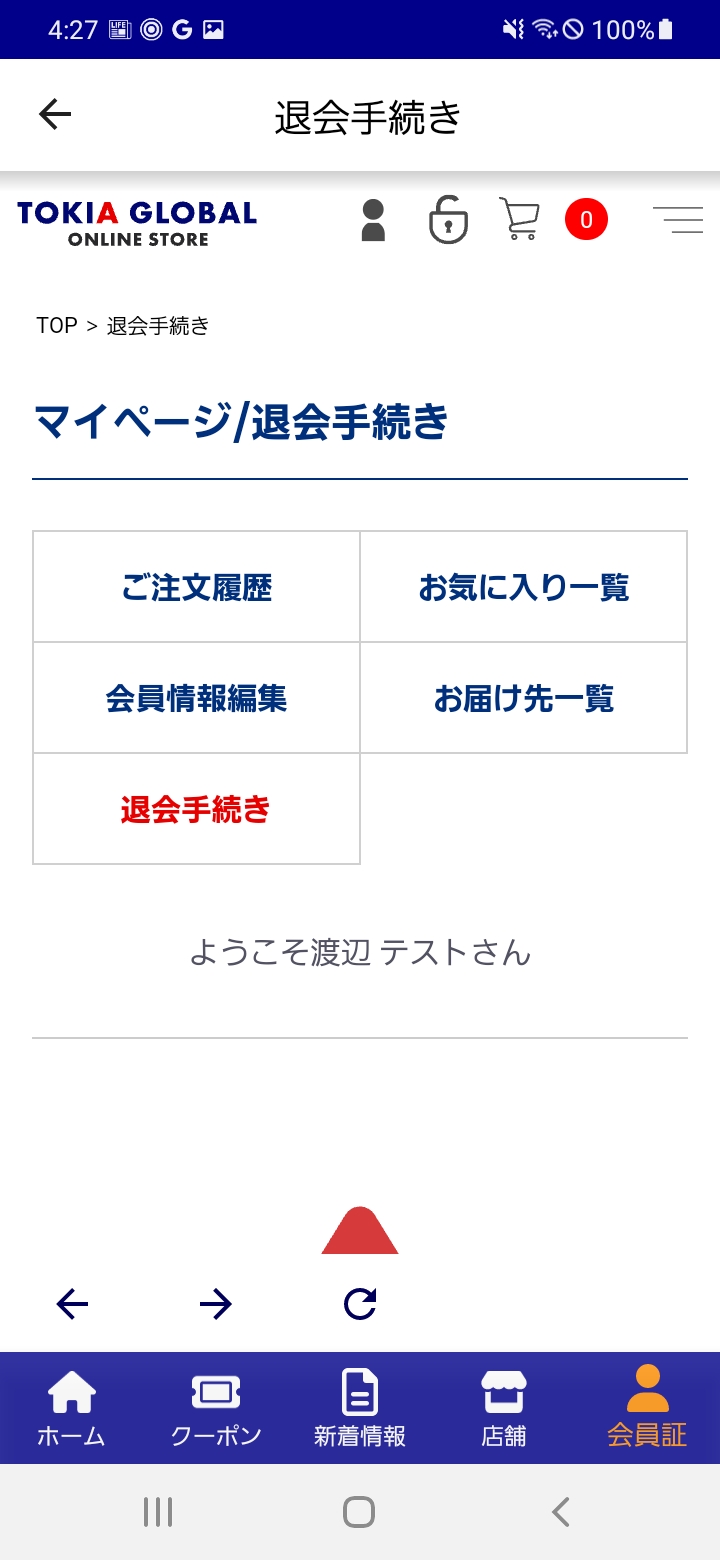 4:27 LIFE G 100%
退会手続き
TOKIA GLOBAL
ONLINE STORE
0
TOP > 退会手続き
マイページ/退会手続き
ご注文履歴 お気に入り一覧
会員情報編集 お届け先一覧
退会手続き
ようこそ渡辺 テストさん
ホーム クーポン 新着情報 店舗 会員証